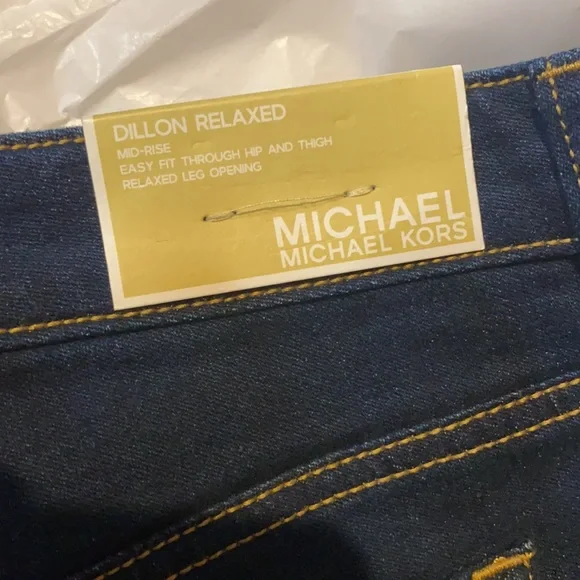 DILLON RELAXED
MID-RISE
EASY FIT THROUGH HIP AND THIGH
RELAXED LEG OPENING
MICHAEL
MICHAEL KORS